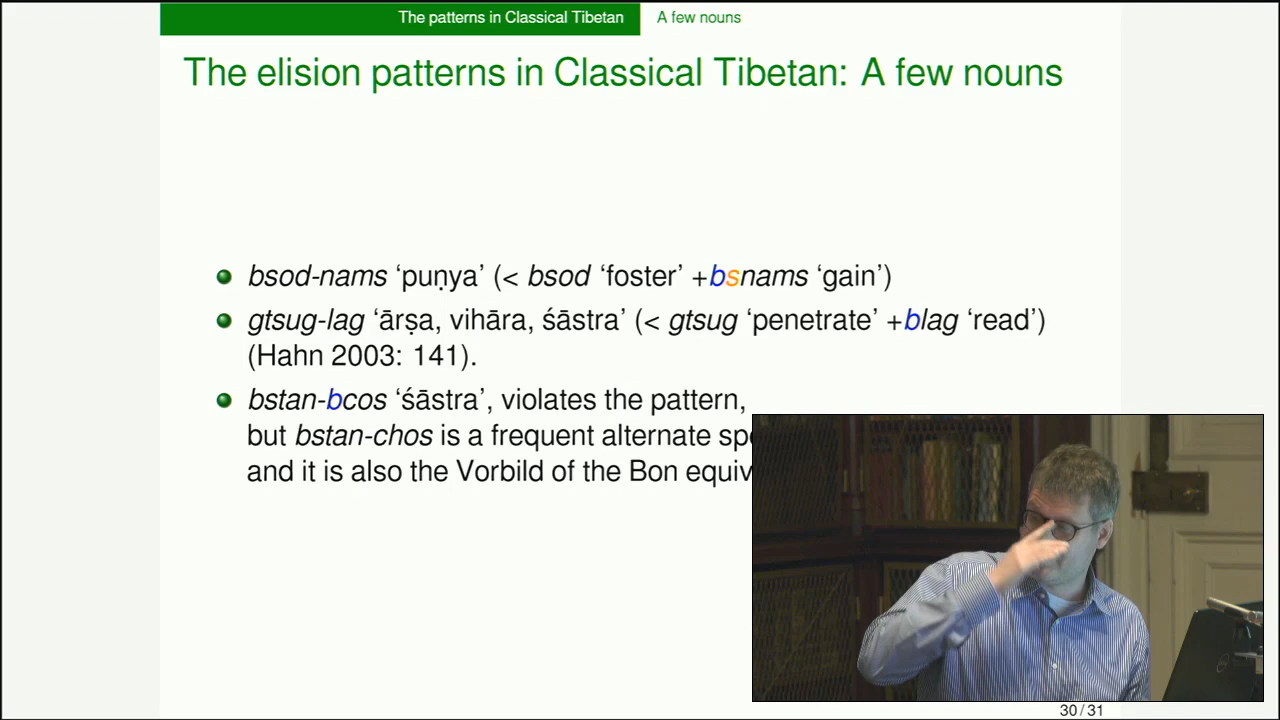 The patterns in Classical Tibetan A few nouns
The elision patterns in Classical Tibetan: A few nouns
bsod-nams ‘puṇya’ (< bsod ‘foster’ +bsnams ‘gain’)
gtsug-lag ‘ārṣa, vihāra, śāstra’ (< gtsug ‘penetrate’ +blag ‘read’)
(Hahn 2003: 141).
bstan-bcos ‘śāstra’, violates the pattern,
but bstan-chos is a frequent alternate
and it is also the Vorbild of the Bon
30 / 31